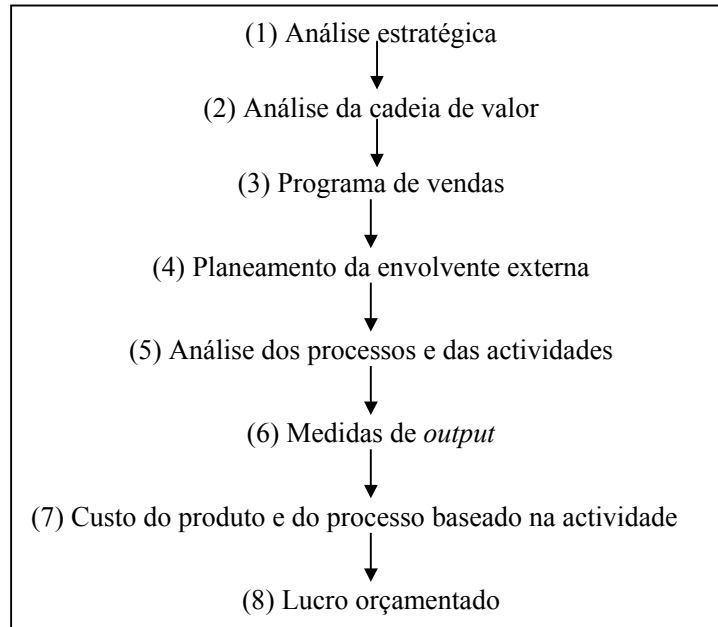 (1) Análise estratégica
(2) Análise da cadeia de valor
(3) Programa de vendas
(4) Planeamento da envolvente externa
(5) Análise dos processos e das actividades
(6) Medidas de output
(7) Custo do produto e do processo baseado na actividade
(8) Lucro orçamentado